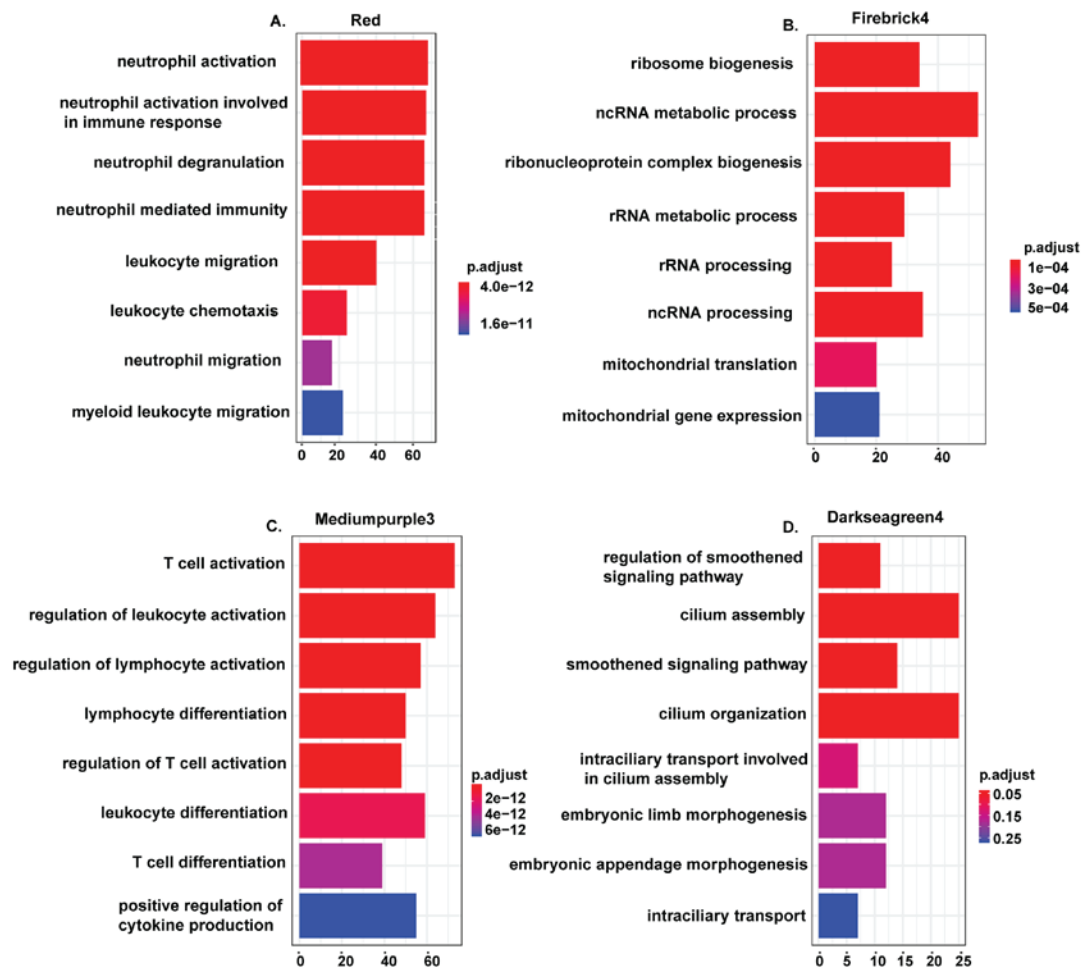 A.
Red
neutrophil activation
neutrophil activation involved
in immune response
neutrophil degranulation
neutrophil mediated immunity
leukocyte migration
leukocyte chemotaxis
neutrophil migration
myeloid leukocyte migration
0 20 40 60
p.adjust
4.0e−12
1.6e−11
B.
Firebrick4
ribosome biogenesis
ncRNA metabolic process
ribonucleoprotein complex biogenesis
rRNA metabolic process
rRNA processing
ncRNA processing
mitochondrial translation
mitochondrial gene expression
0 20 40
p.adjust
1e−04
3e−04
5e−04
C.
Mediumpurple3
T cell activation
regulation of leukocyte activation
regulation of lymphocyte activation
lymphocyte differentiation
regulation of T cell activation
leukocyte differentiation
T cell differentiation
positive regulation of
cytokine production
0 20 40 60
p.adjust
2e−12
4e−12
6e−12
D.
Darkseagreen4
regulation of smoothened
signaling pathway
cilium assembly
smoothened signaling pathway
cilium organization
intraciliary transport involved
in cilium assembly
embryonic limb morphogenesis
embryonic appendage morphogenesis
intraciliary transport
0 5 10 15 20 25
p.adjust
0.05
0.15
0.25